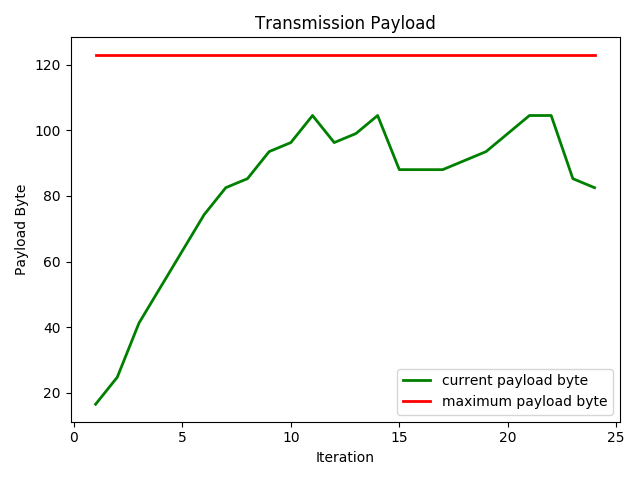 Transmission Payload
120
100
80
60
40
20
Payload Byte
0
5
10
15
20
25
Iteration
current payload byte
maximum payload byte